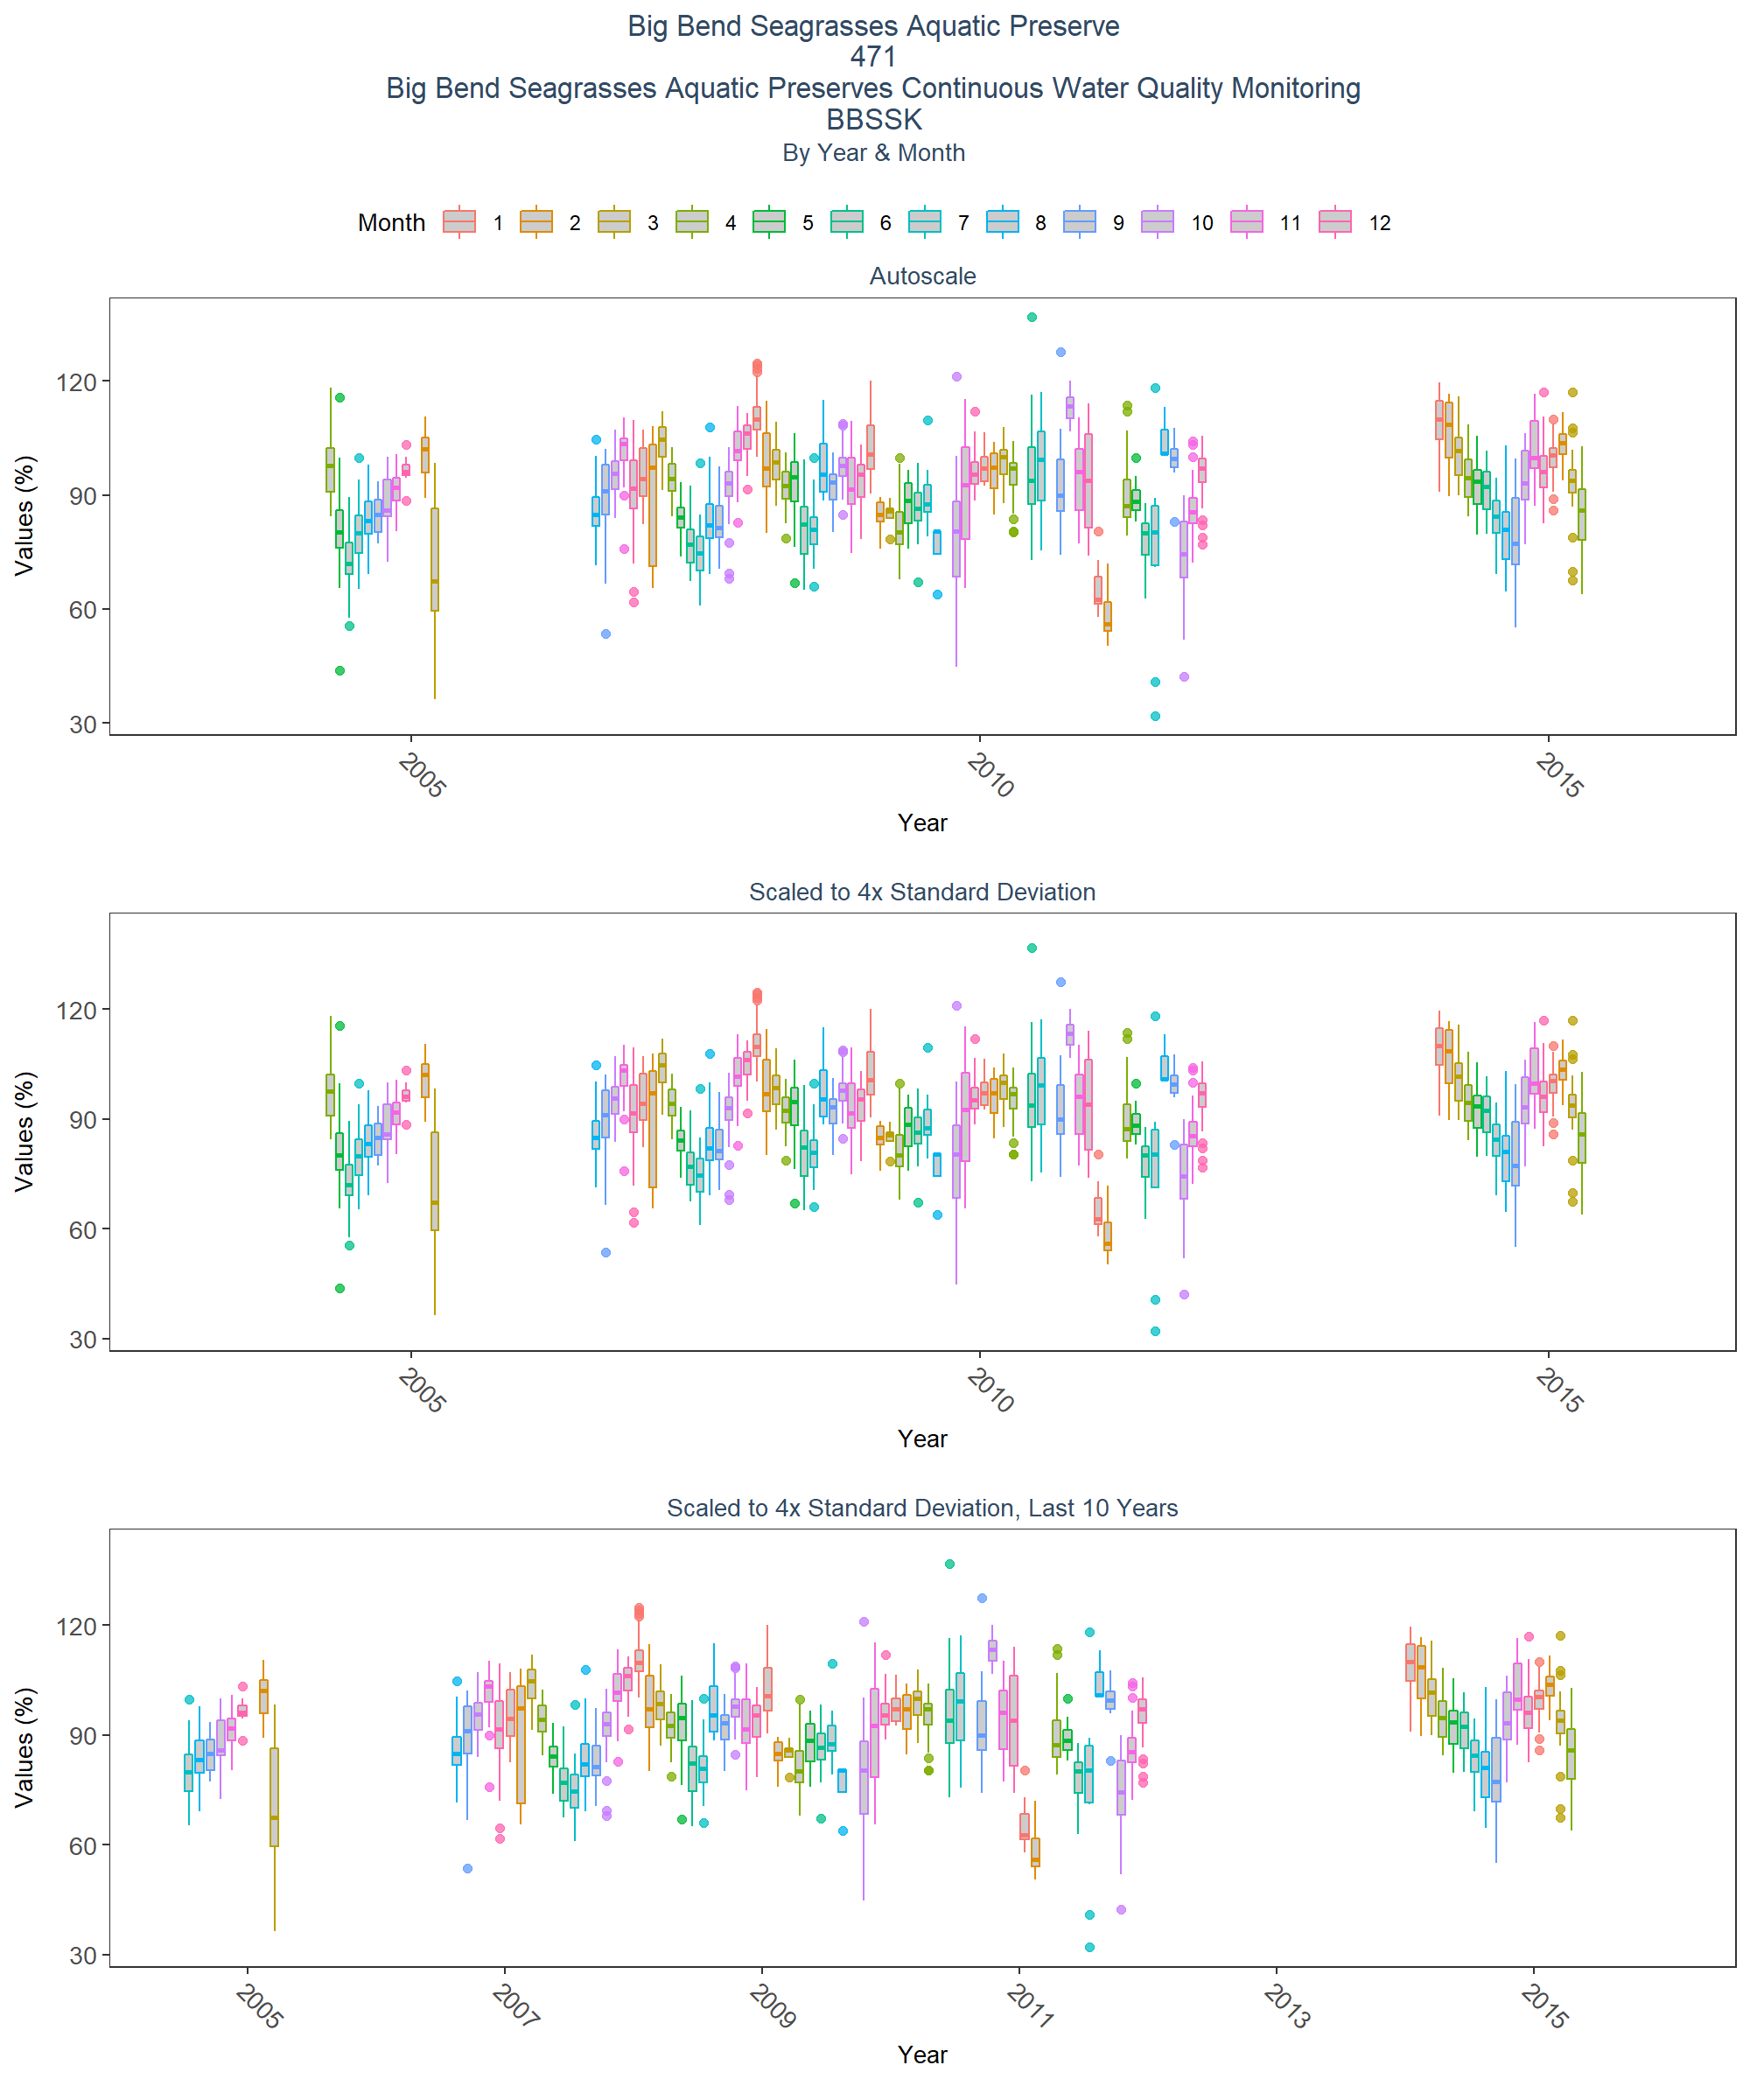 Big Bend Seagrasses Aquatic Preserve
471
Big Bend Seagrasses Aquatic Preserves Continuous Water Quality Monitoring
BBSSK
By Year & Month
Month 1 2 3 4 5 6 7 8 9 10 11 12
Autoscale
Values (%)
120
90
60
30
2005 2010 2015
Year
Scaled to 4x Standard Deviation
Values (%)
120
90
60
30
2005 2010 2015
Year
Scaled to 4x Standard Deviation, Last 10 Years
Values (%)
120
90
60
30
2005 2007 2009 2011 2013 2015
Year